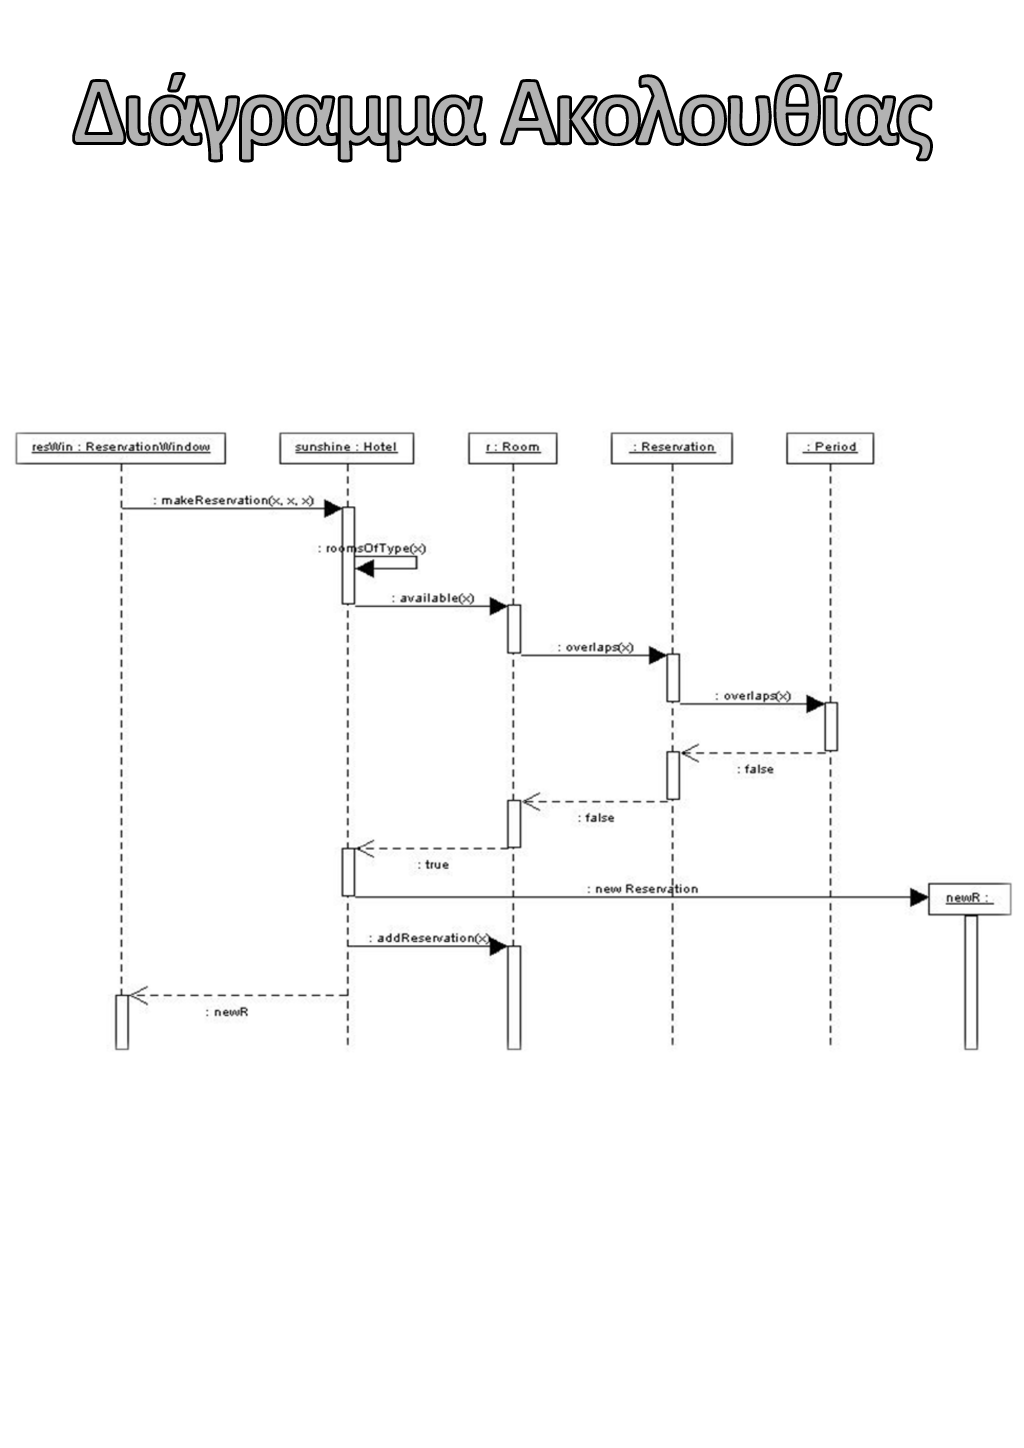 Διάγραμμα Ακολουθίας
resWin : ReservationWindow
sunshine : Hotel
r : Room
: Reservation
: Period
: makeReservation(x, x, x)
: roomsOfType(x)
: available(x)
: overlaps(x)
: overlaps(x)
: false
: false
: true
: new Reservation
newR :
: addReservation(x)
: newR